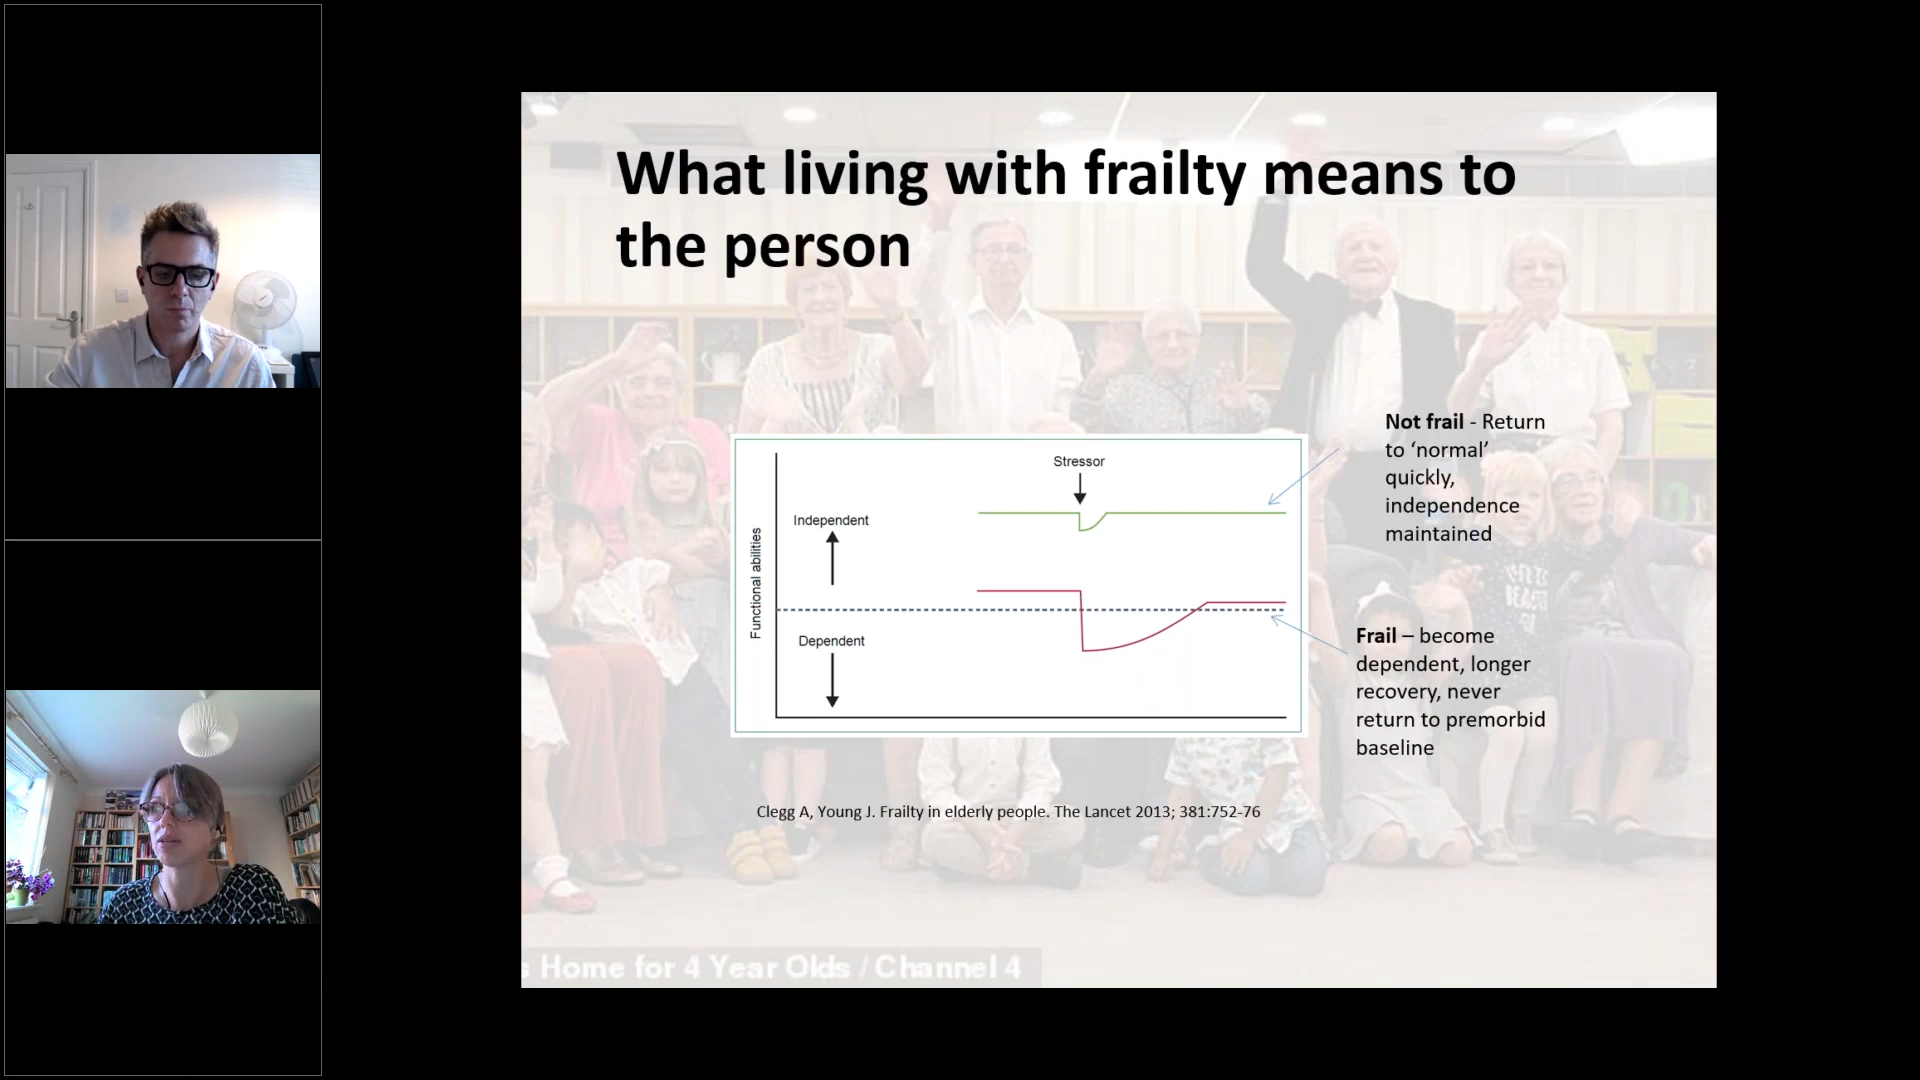 What living with frailty means to
the person
Stressor
Independent
Functional abilities
Dependent
Not frail - Return
to ‘normal’
quickly,
independence
maintained
Frail – become
dependent, longer
recovery, never
return to premorbid
baseline
Clegg A, Young J. Frailty in elderly people. The Lancet 2013; 381:752-76
s Home for 4 Year Olds / Channel 4